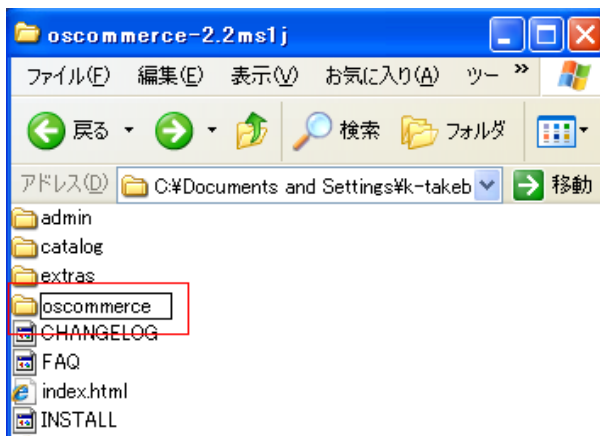 oscommerce-2.2ms1j
ファイル(F) 編集(E) 表示(V) お気に入り(A) ツー »
戻る 検索 フォルダ
アドレス(D) C:¥Documents and Settings¥k-takeb 移動
admin
catalog
extras
oscommerce
CHANGELOG
FAQ
index.html
INSTALL